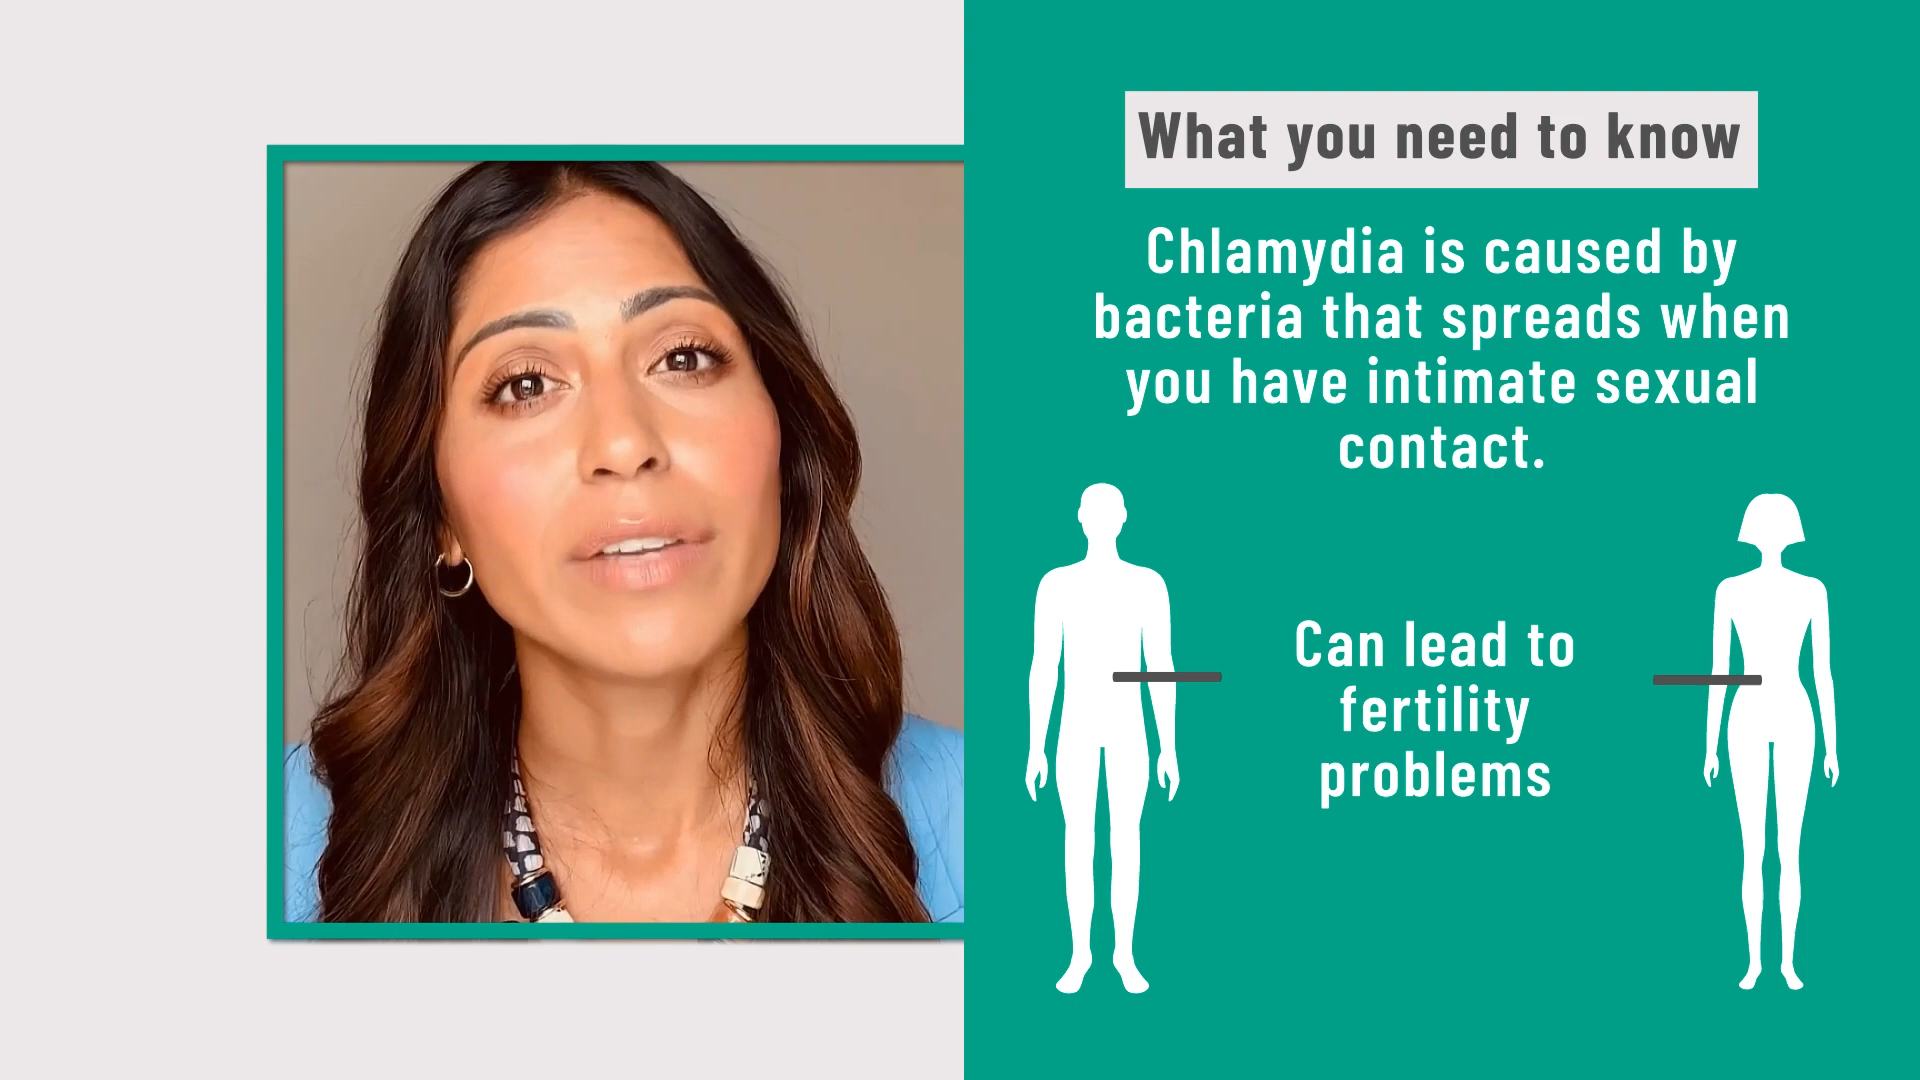 What you need to know
Chlamydia is caused by
bacteria that spreads when
you have intimate sexual
contact.
Can lead to
fertility
problems